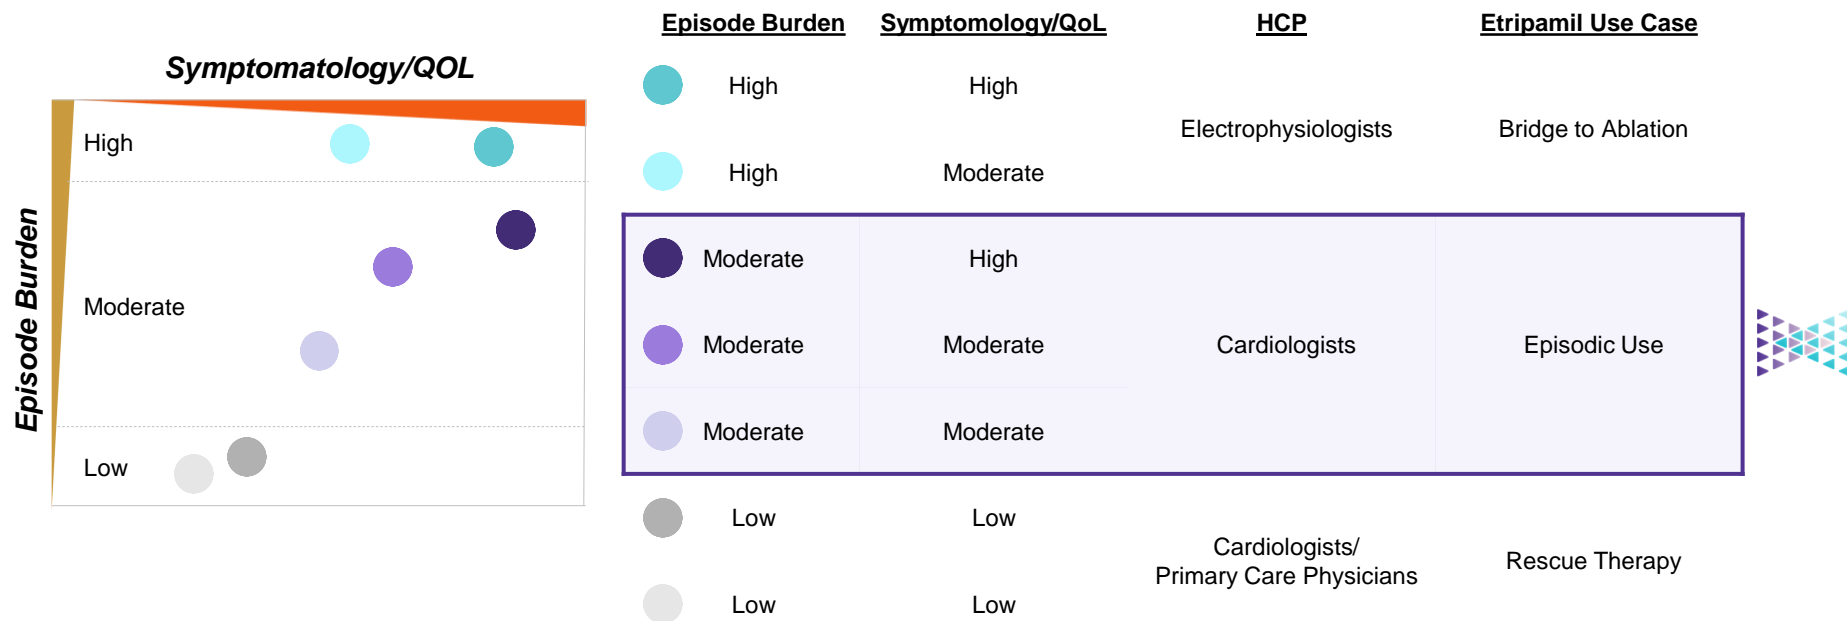 Symptomatology/QOL
Episode Burden
High
Moderate
Low
Episode Burden Symptomology/QoL HCP Etripamil Use Case
High High
Electrophysiologists Bridge to Ablation
High Moderate
Moderate High
Moderate Moderate Cardiologists Episodic Use
Moderate Moderate
Low Low
Cardiologists/
Primary Care Physicians
Rescue Therapy
Low Low